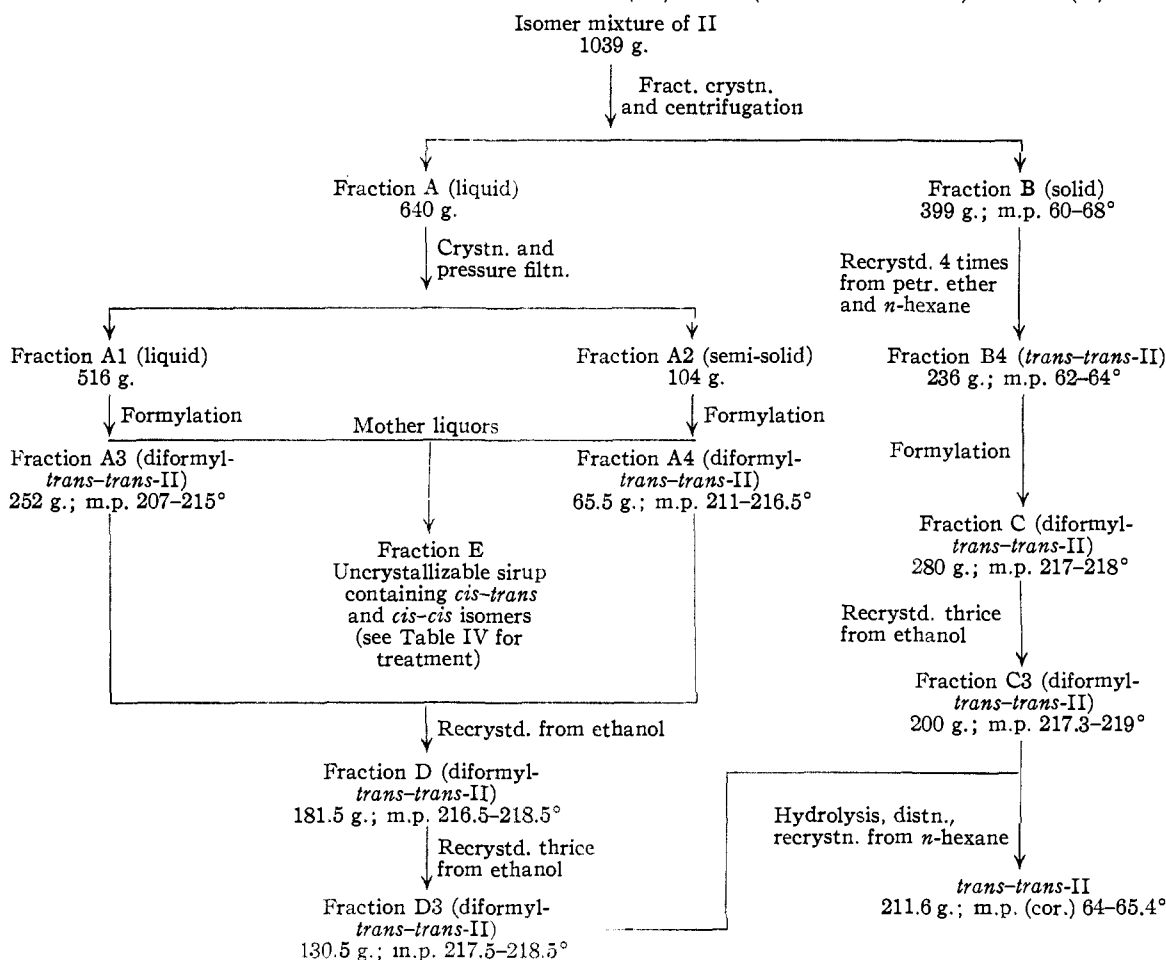 Isomer mixture of II
1039 g.
Fract. crystn.
and centrifugation
Fraction A (liquid)
640 g.
Fraction B (solid)
399 g.; m.p. 60–68°
Crystn. and
pressure filtn.
Recrystd. 4 times
from petr. ether
and n-hexane
Fraction A1 (liquid)
516 g.
Fraction A2 (semi-solid)
104 g.
Fraction B4 (trans–trans-II)
236 g.; m.p. 62–64°
Formylation
Mother liquors
Formylation
Formylation
Fraction A3 (diformyl-
trans–trans-II)
252 g.; m.p. 207–215°
Fraction A4 (diformyl-
trans–trans-II)
65.5 g.; m.p. 211–216.5°
Fraction E
Uncrystallizable sirup
containing cis–trans
and cis–cis isomers
(see Table IV for
treatment)
Fraction C (diformyl-
trans–trans-II)
280 g.; m.p. 217–218°
Recrystd. thrice
from ethanol
Fraction C3 (diformyl-
trans–trans-II)
200 g.; m.p. 217.3–219°
Recrystd. from ethanol
Fraction D (diformyl-
trans–trans-II)
181.5 g.; m.p. 216.5–218.5°
Recrystd. thrice
from ethanol
Fraction D3 (diformyl-
trans–trans-II)
130.5 g.; m.p. 217.5–218.5°
Hydrolysis, distn.,
recrystn. from n-hexane
trans–trans-II
211.6 g.; m.p. (cor.) 64–65.4°